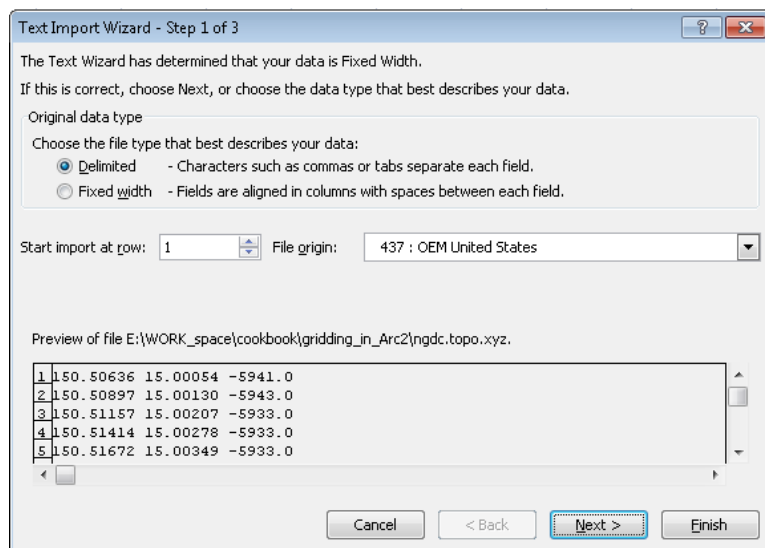 Text Import Wizard - Step 1 of 3
The Text Wizard has determined that your data is Fixed Width.
If this is correct, choose Next, or choose the data type that best describes your data.
Original data type
Choose the file type that best describes your data:
Delimited - Characters such as commas or tabs separate each field.
Fixed width - Fields are aligned in columns with spaces between each field.
Start import at row: 1 File origin: 437 : OEM United States
Preview of file E:\WORK_space\cookbook\gridding_in_Arc2\ngdc.topo.xyz.
1 150.50636 15.00054 -5941.0
2 150.50897 15.00130 -5943.0
3 150.51157 15.00207 -5933.0
4 150.51414 15.00278 -5933.0
5 150.51672 15.00349 -5933.0
Cancel < Back Next > Finish